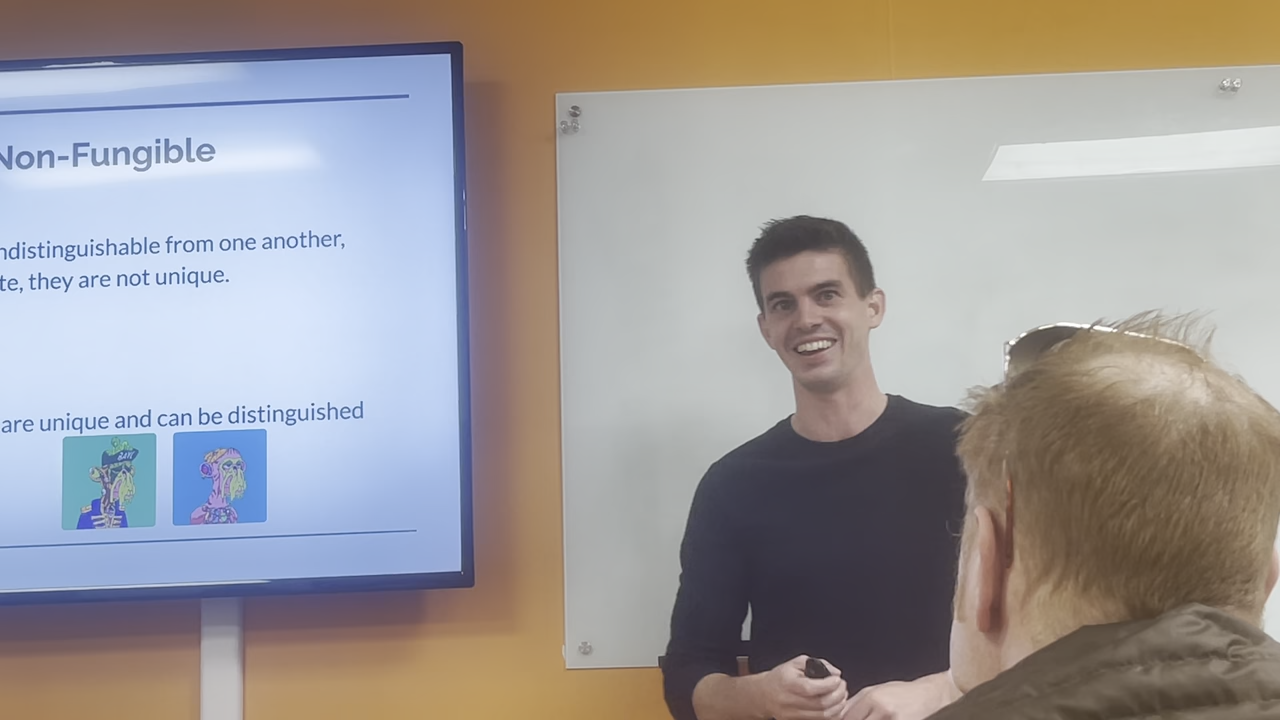 Non-Fungible
ndistinguishable from one another,
te, they are not unique.
are unique and can be distinguished